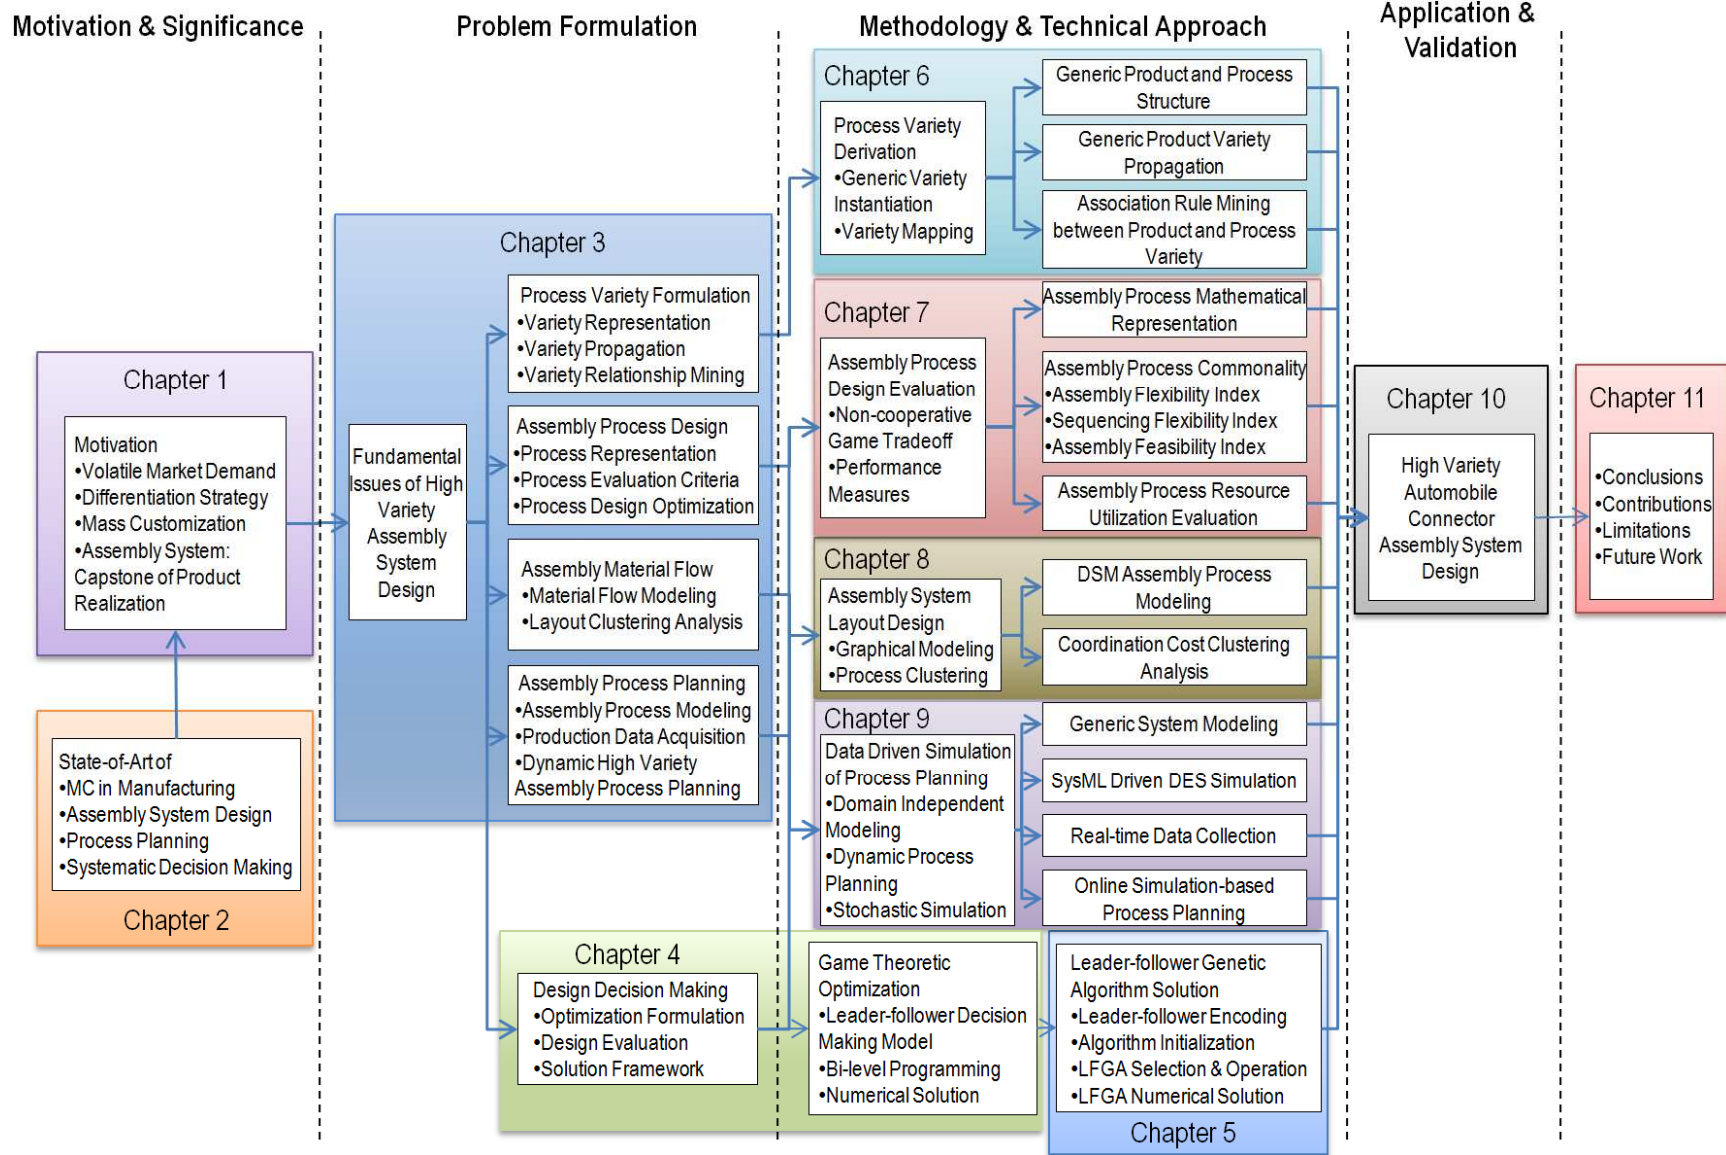 Motivation & Significance
Problem Formulation
Methodology & Technical Approach
Application &
Validation
Chapter 1
Motivation
•Volatile Market Demand
•Differentiation Strategy
•Mass Customization
•Assembly System:
Capstone of Product
Realization
State-of-Art of
•MC in Manufacturing
•Assembly System Design
•Process Planning
•Systematic Decision Making
Chapter 2
Chapter 3
Fundamental
Issues of High
Variety
Assembly
System
Design
Process Variety Formulation
•Variety Representation
•Variety Propagation
•Variety Relationship Mining
Assembly Process Design
•Process Representation
•Process Evaluation Criteria
•Process Design Optimization
Assembly Material Flow
•Material Flow Modeling
•Layout Clustering Analysis
Assembly Process Planning
•Assembly Process Modeling
•Production Data Acquisition
•Dynamic High Variety
Assembly Process Planning
Chapter 4
Design Decision Making
•Optimization Formulation
•Design Evaluation
•Solution Framework
Game Theoretic
Optimization
•Leader-follower Decision
Making Model
•Bi-level Programming
•Numerical Solution
Leader-follower Genetic
Algorithm Solution
•Leader-follower Encoding
•Algorithm Initialization
•LFGA Selection & Operation
•LFGA Numerical Solution
Chapter 5
Chapter 6
Process Variety
Derivation
•Generic Variety
Instantiation
•Variety Mapping
Generic Product and Process
Structure
Generic Product Variety
Propagation
Association Rule Mining
between Product and Process
Variety
Chapter 7
Assembly Process
Design Evaluation
•Non-cooperative
Game Tradeoff
•Performance
Measures
Assembly Process Mathematical
Representation
Assembly Process Commonality
•Assembly Flexibility Index
•Sequencing Flexibility Index
•Assembly Feasibility Index
Assembly Process Resource
Utilization Evaluation
Chapter 8
Assembly System
Layout Design
•Graphical Modeling
•Process Clustering
DSM Assembly Process
Modeling
Coordination Cost Clustering
Analysis
Chapter 9
Data Driven Simulation
of Process Planning
•Domain Independent
Modeling
•Dynamic Process
Planning
•Stochastic Simulation
Generic System Modeling
SysML Driven DES Simulation
Real-time Data Collection
Online Simulation-based
Process Planning
Chapter 10
High Variety
Automobile
Connector
Assembly System
Design
Chapter 11
•Conclusions
•Contributions
•Limitations
•Future Work